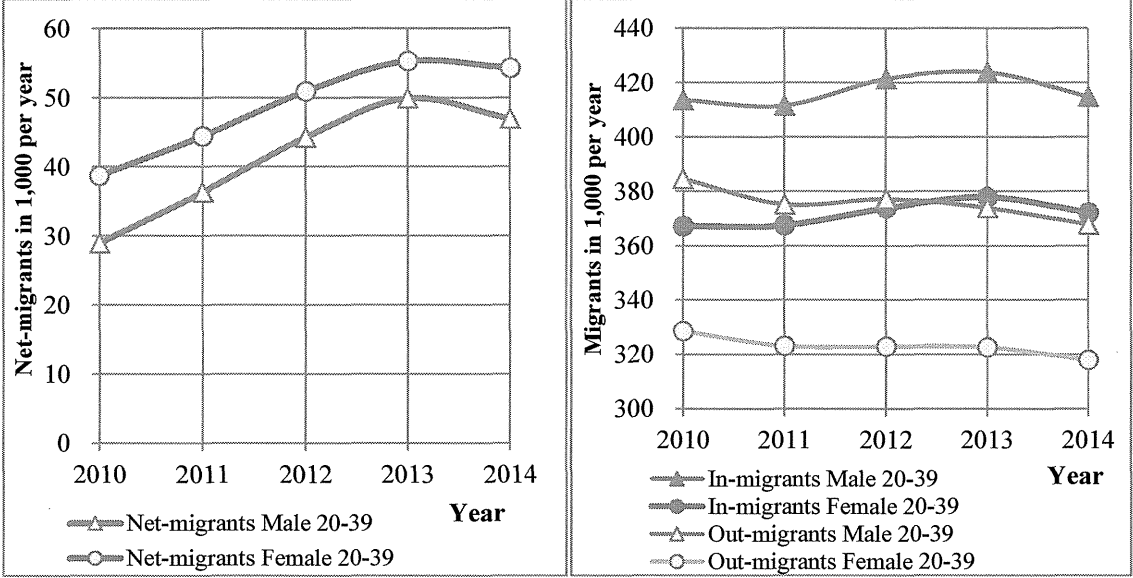 Net-migrants in 1,000 per year
60
50
40
30
20
10
0
2010 2011 2012 2013 2014
Year
Net-migrants Male 20-39
Net-migrants Female 20-39
Migrants in 1,000 per year
440
420
400
380
360
340
320
300
2010 2011 2012 2013 2014
Year
In-migrants Male 20-39
In-migrants Female 20-39
Out-migrants Male 20-39
Out-migrants Female 20-39